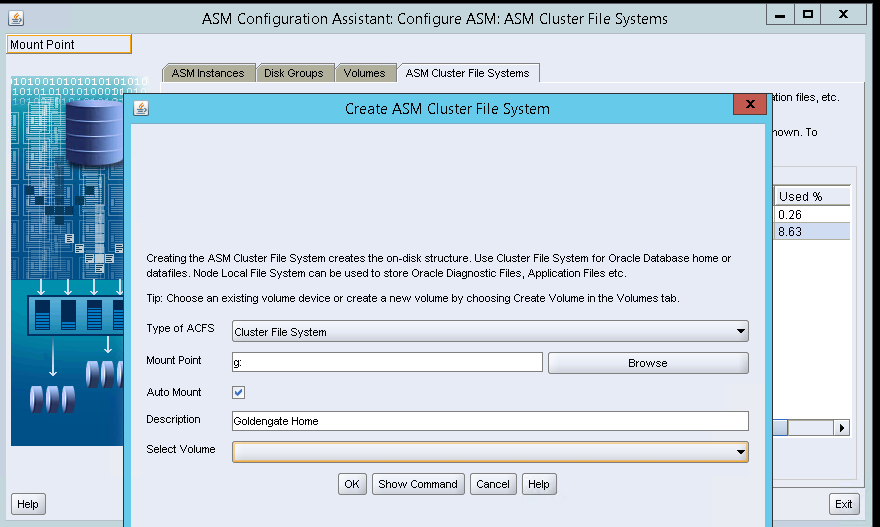 ASM Configuration Assistant: Configure ASM: ASM Cluster File Systems
Mount Point
ASM Instances
Disk Groups
Volumes
ASM Cluster File Systems
files, etc.
To
Used %
0.26
8.63
Create ASM Cluster File System
Creating the ASM Cluster File System creates the on-disk structure. Use Cluster File System for Oracle Database home or
datafiles. Node Local File System can be used to store Oracle Diagnostic Files, Application Files etc.
Tip: Choose an existing volume device or create a new volume by choosing Create Volume in the Volumes tab.
Type of ACFS
Cluster File System
Mount Point
g:
Browse
Auto Mount
Description
Goldengate Home
Select Volume
OK
Show Command
Cancel
Help
Help
Exit